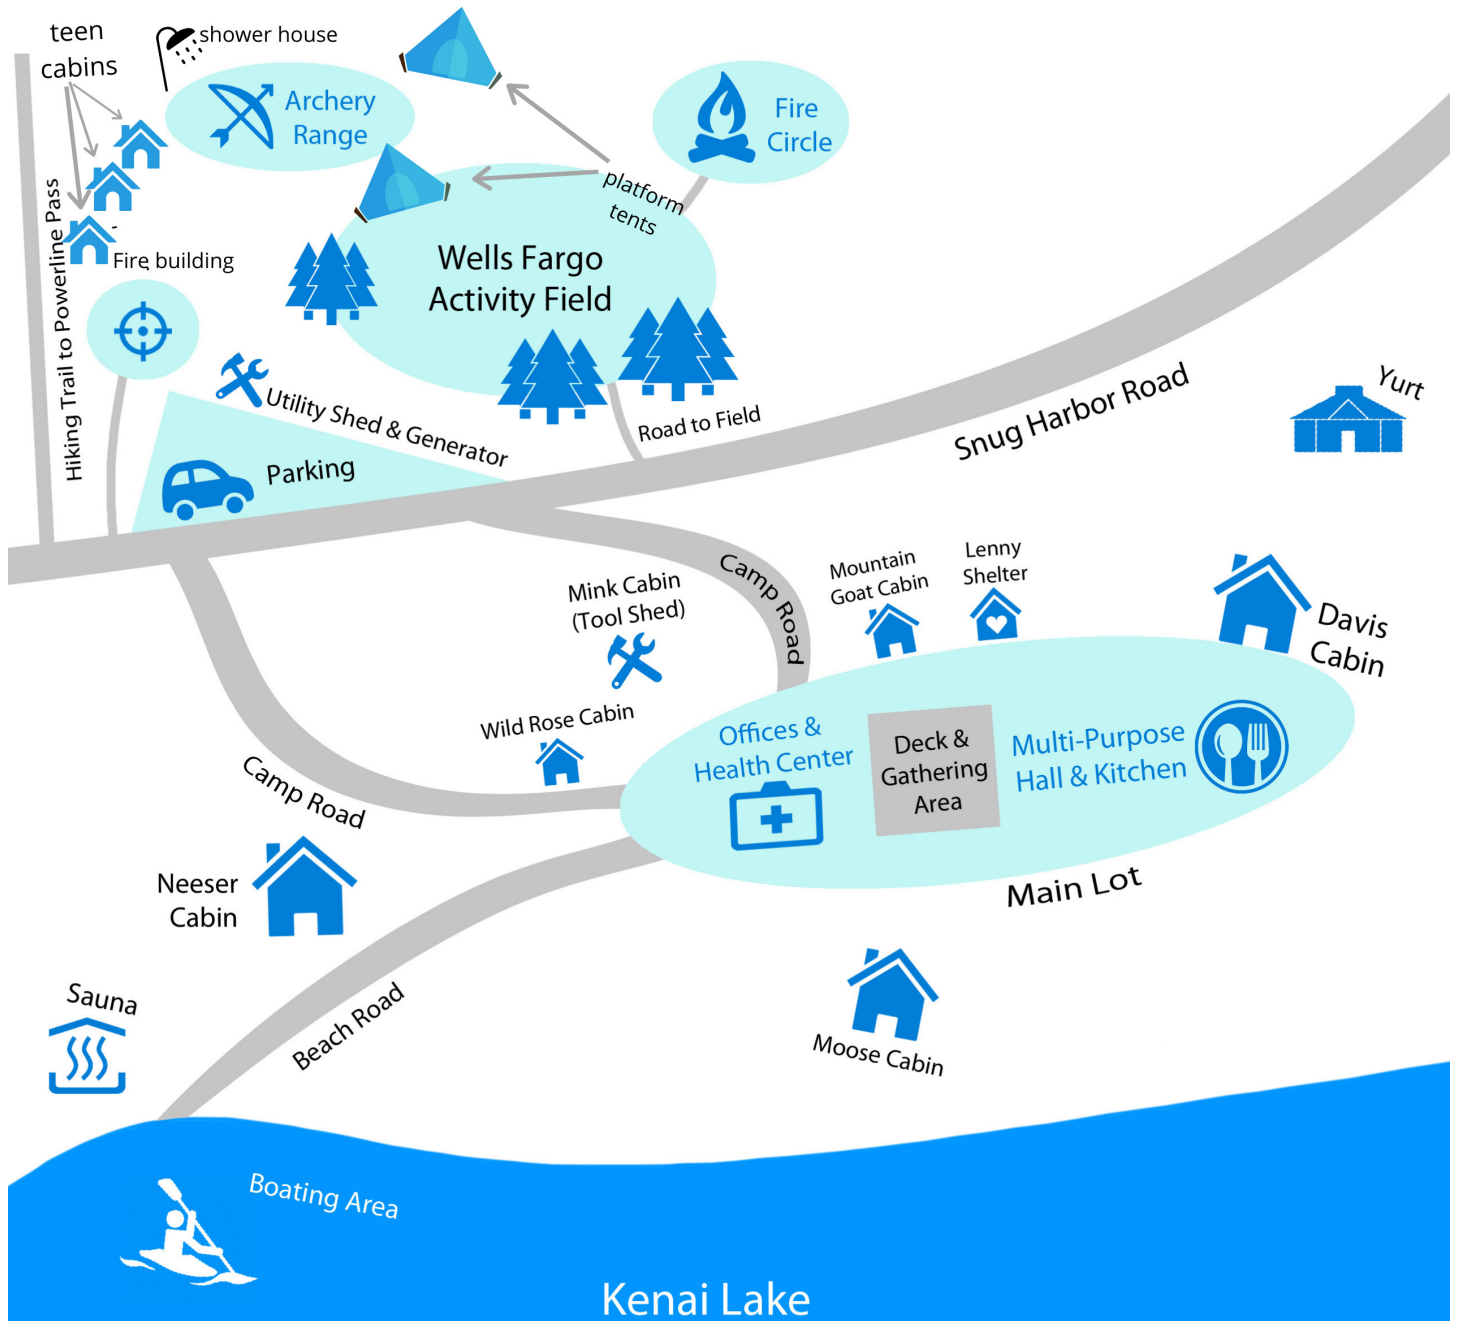 teen
cabins
shower house
Archery
Range
Fire
Circle
platform
tents
Hiking Trail to Powerline Pass
Fire building
Wells Fargo
Activity Field
Utility Shed & Generator
Parking
Road to Field
Snug Harbor Road
Yurt
Camp Road
Mink Cabin
(Tool Shed)
Mountain
Goat Cabin
Lenny
Shelter
Davis
Cabin
Wild Rose Cabin
Offices &
Health Center
Deck &
Gathering
Area
Multi-Purpose
Hall & Kitchen
Camp Road
Main Lot
Neeser
Cabin
Sauna
Beach Road
Moose Cabin
Boating Area
Kenai Lake